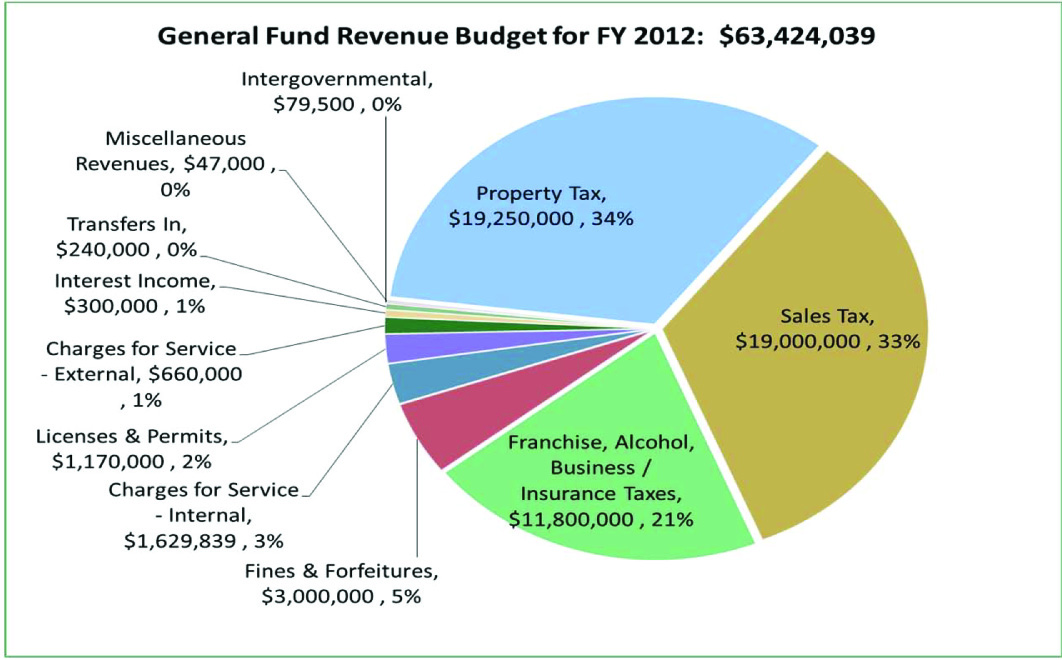 General Fund Revenue Budget for FY 2012:  $63,424,039
Intergovernmental,
$79,500 , 0%
Miscellaneous
Revenues, $47,000 ,
0%
Transfers In,
$240,000 , 0%
Interest Income,
$300,000 , 1%
Charges for Service
- External, $660,000
, 1%
Licenses & Permits,
$1,170,000 , 2%
Charges for Service
- Internal,
$1,629,839 , 3%
Fines & Forfeitures,
$3,000,000 , 5%
Franchise, Alcohol,
Business /
Insurance Taxes,
$11,800,000 , 21%
Sales Tax,
$19,000,000 , 33%
Property Tax,
$19,250,000 , 34%